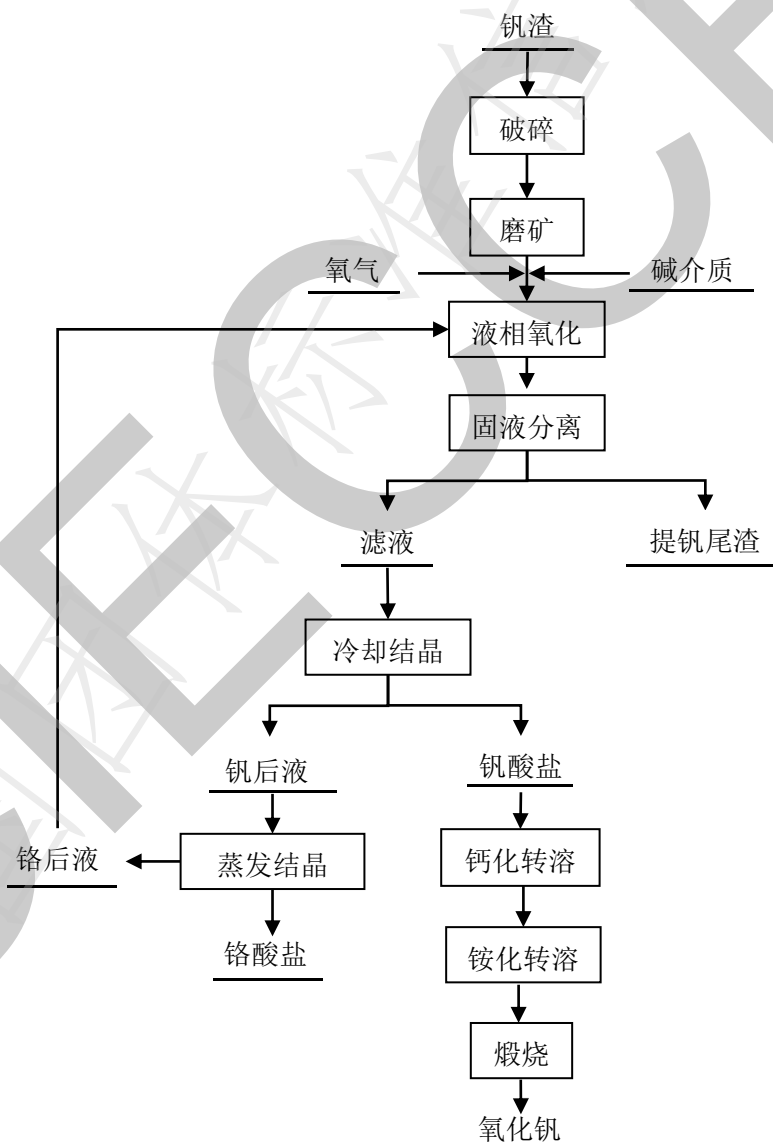 钒渣
破碎
磨矿
氧气
碱介质
液相氧化
固液分离
滤液
提钒尾渣
冷却结晶
钒后液
钒酸盐
铬后液
蒸发结晶
钙化转溶
铬酸盐
铵化转溶
煅烧
氧化钒